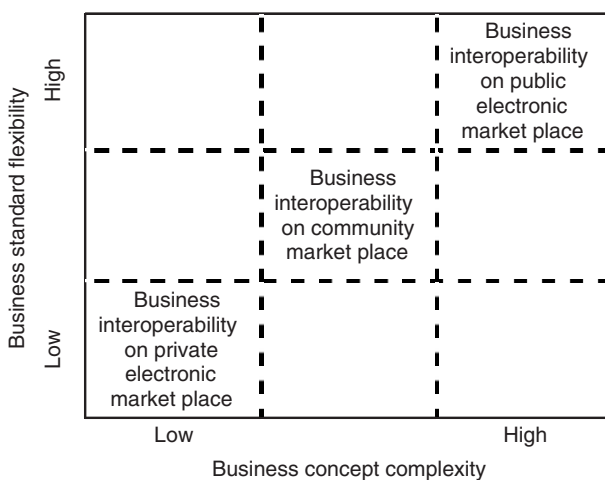 Business standard flexibility
High
Low
Business
interoperability
on public
electronic
market place
Business
interoperability
on community
market place
Business
interoperability
on private
electronic
market place
Low
High
Business concept complexity